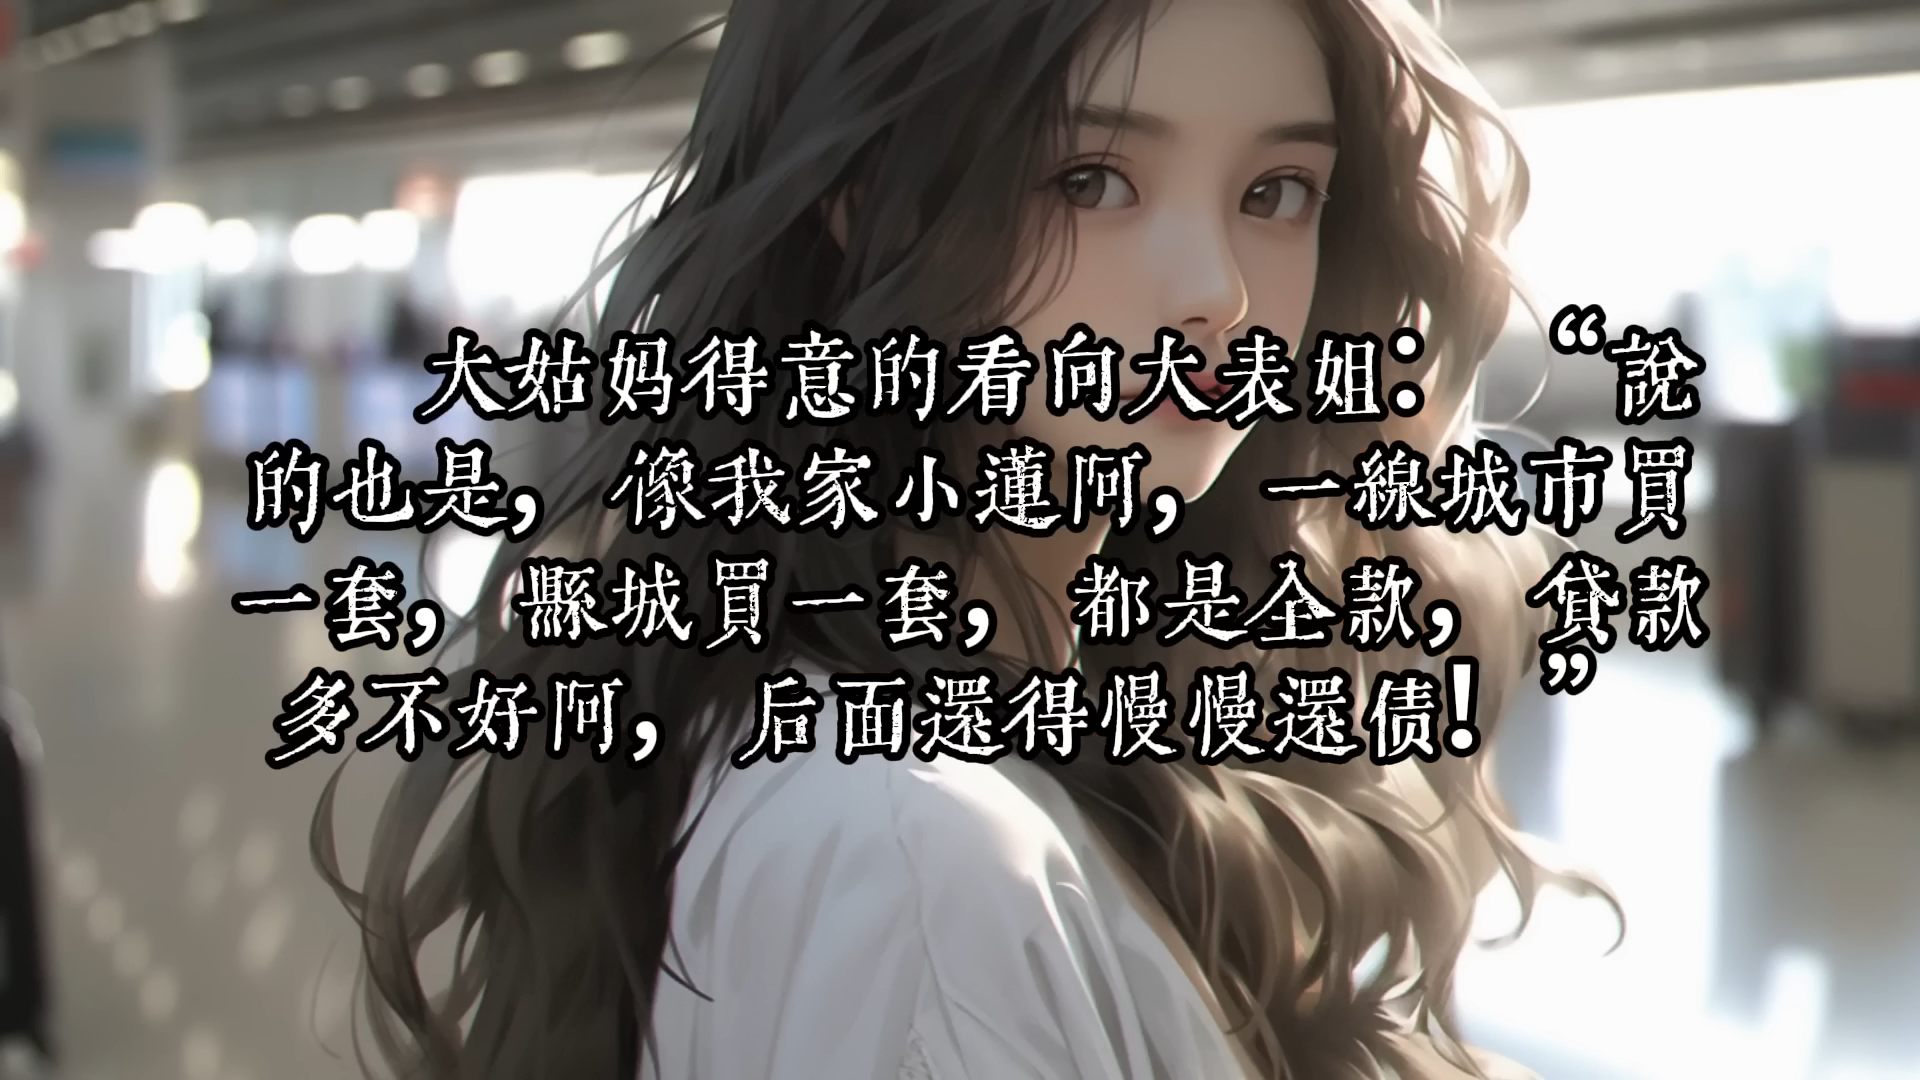 大姑妈得意的看向大表姐：“說
的也是，像我家小蓮阿，一線城市買
一套，縣城買一套，都是全款，貸款
多不好阿，后面還得慢慢還债！”